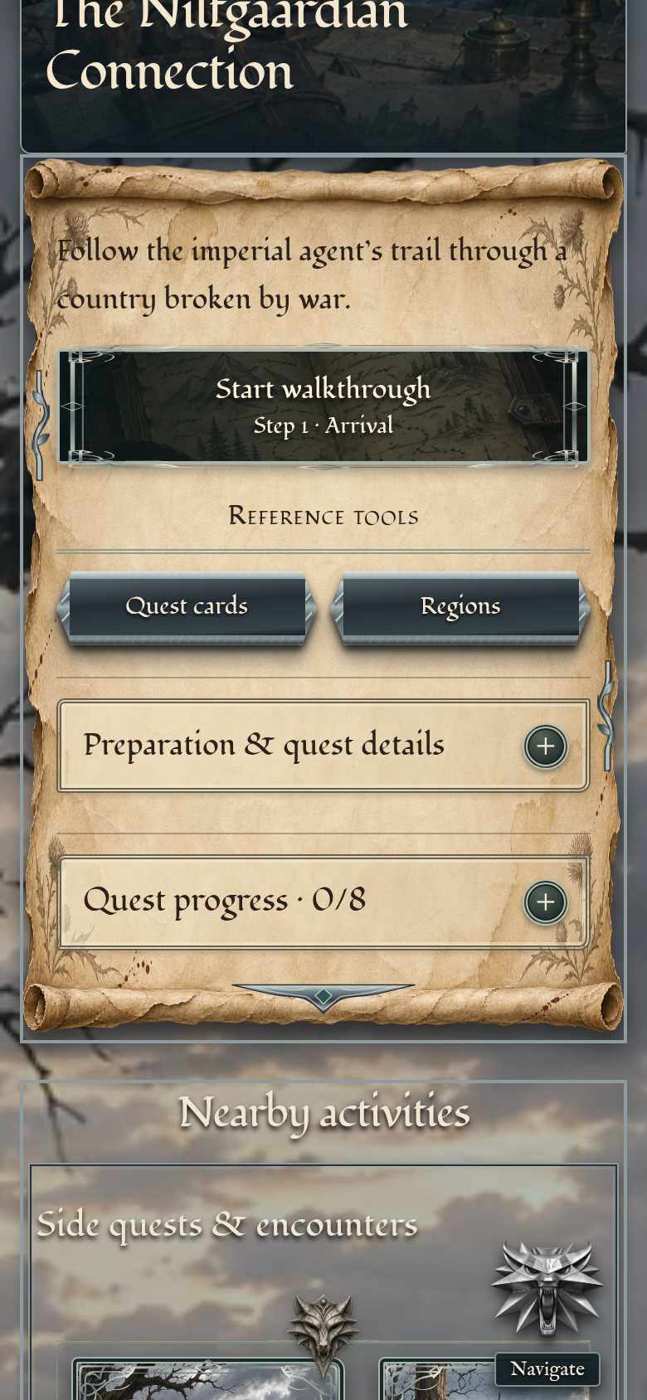 The Nilfgaardian
Connection
Follow the imperial agent's trail through a
country broken by war.
Start walkthrough
Step 1 · Arrival
Reference tools
Quest cards
Regions
Preparation & quest details
Quest progress · 0/8
Nearby activities
Side quests & encounters
Navigate